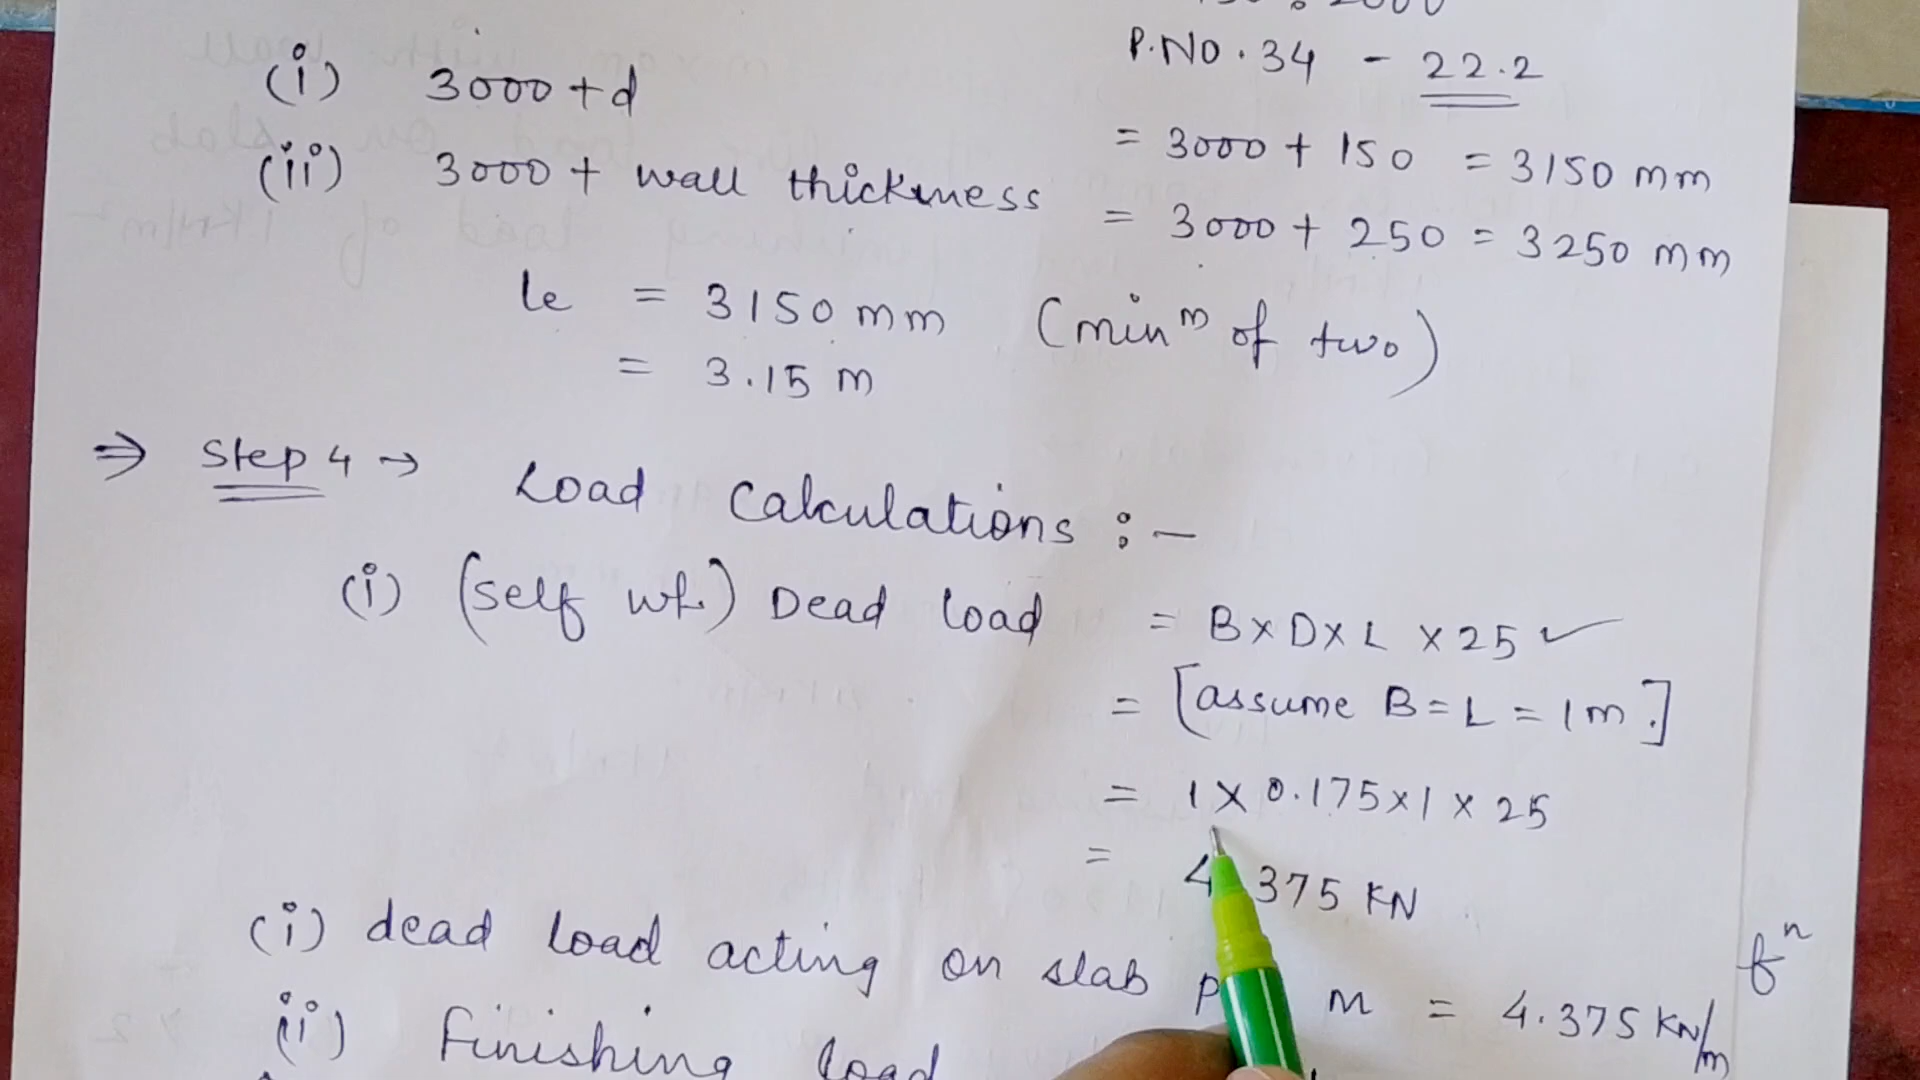 P.NO. 34 - 22.2
(i) 3000 + d = 3000 + 150 = 3150 mm
(ii) 3000 + wall thickness = 3000 + 250 = 3250 mm
le = 3150 mm (min^m of two)
= 3.15 m
⇒ Step 4 → Load Calculations :-
(i) (self wt.) Dead load = B×D×L ×25 ✓
= [assume B=L=1m.]
= 1 × 0.175×1 × 25
= 4 375 KN
(i) dead load acting on slab m = 4.375 KN/m
f^n
(ii) Finishing load